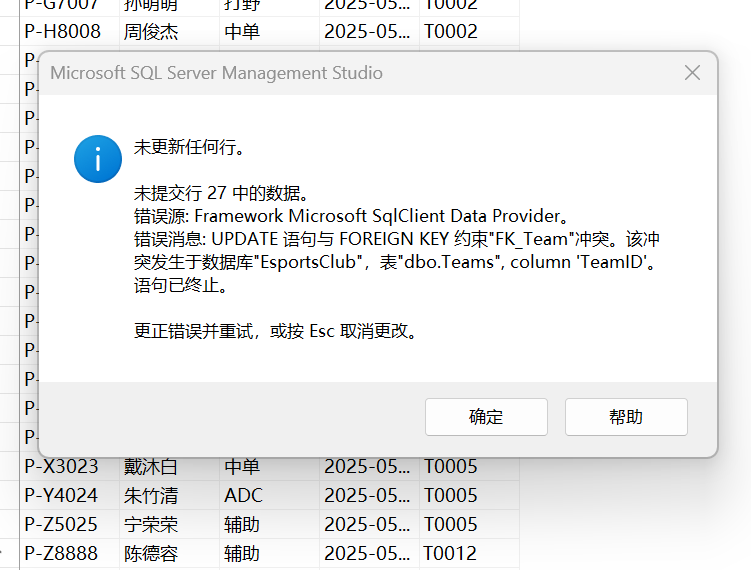 P-G7007 孙萌萌 打野 2025-05... T0002
P-H8008 周俊杰 中单 2025-05... T0002
Microsoft SQL Server Management Studio
未更新任何行。
未提交行 27 中的数据。
错误源: Framework Microsoft SqlClient Data Provider。
错误消息: UPDATE 语句与 FOREIGN KEY 约束"FK_Team"冲突。该冲
突发生于数据库"EsportsClub"，表"dbo.Teams", column 'TeamID'。
语句已终止。
更正错误并重试，或按 Esc 取消更改。
确定 帮助
P-
P-
P-
P-
P-
P-
P-
P-
P-
P-
P-
P-
P-
P-
P-X3023 戴沐白 中单 2025-05... T0005
P-Y4024 朱竹清 ADC 2025-05... T0005
P-Z5025 宁荣荣 辅助 2025-05... T0005
P-Z8888 陈德容 辅助 2025-05... T0012